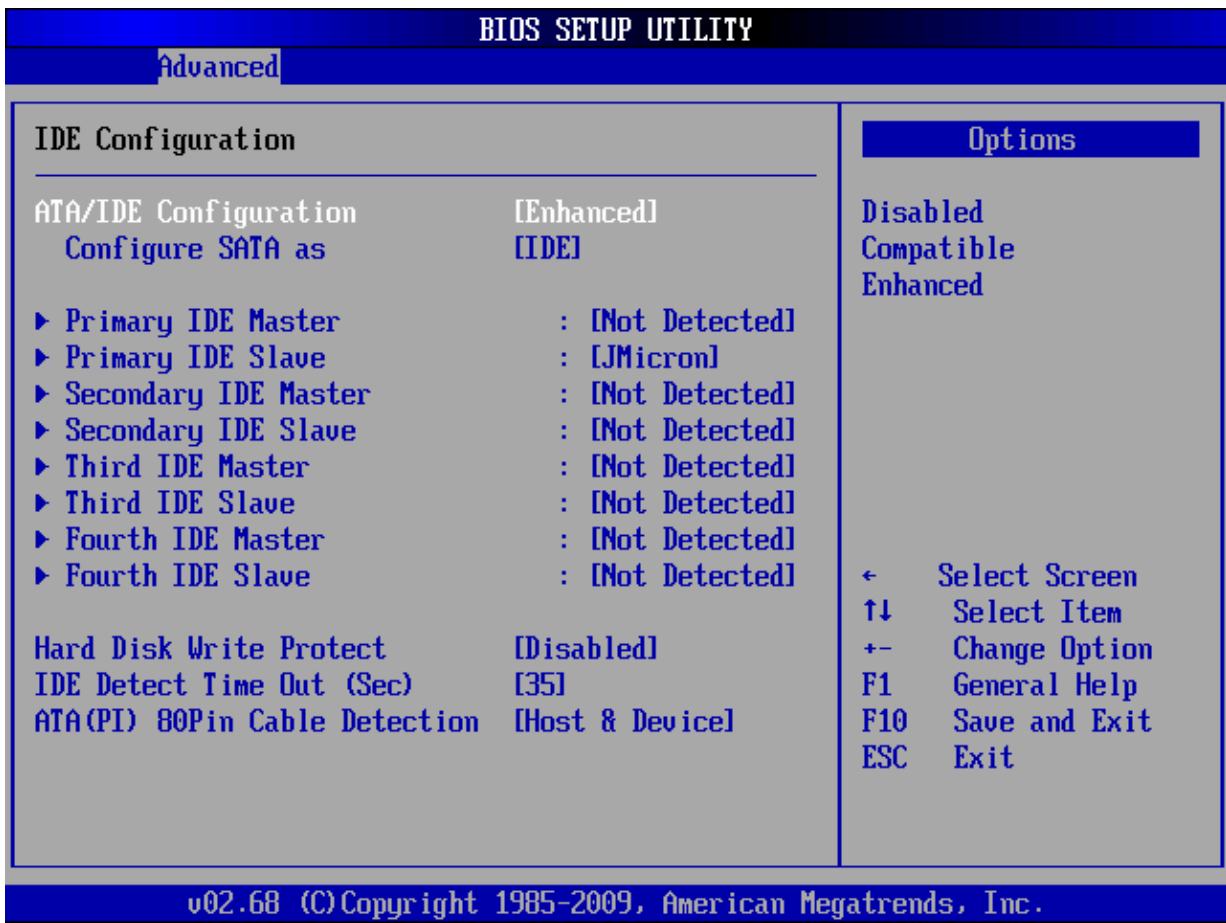 BIOS SETUP UTILITY
Advanced
IDE Configuration
ATA/IDE Configuration [Enhanced]
Configure SATA as [IDE]
▶ Primary IDE Master : [Not Detected]
▶ Primary IDE Slave : [JMicron]
▶ Secondary IDE Master : [Not Detected]
▶ Secondary IDE Slave : [Not Detected]
▶ Third IDE Master : [Not Detected]
▶ Third IDE Slave : [Not Detected]
▶ Fourth IDE Master : [Not Detected]
▶ Fourth IDE Slave : [Not Detected]
Hard Disk Write Protect [Disabled]
IDE Detect Time Out (Sec) [35]
ATA(PI) 80Pin Cable Detection [Host & Device]
Options
Disabled
Compatible
Enhanced
← Select Screen
↑↓ Select Item
+- Change Option
F1 General Help
F10 Save and Exit
ESC Exit
v02.68 (C)Copyright 1985-2009, American Megatrends, Inc.